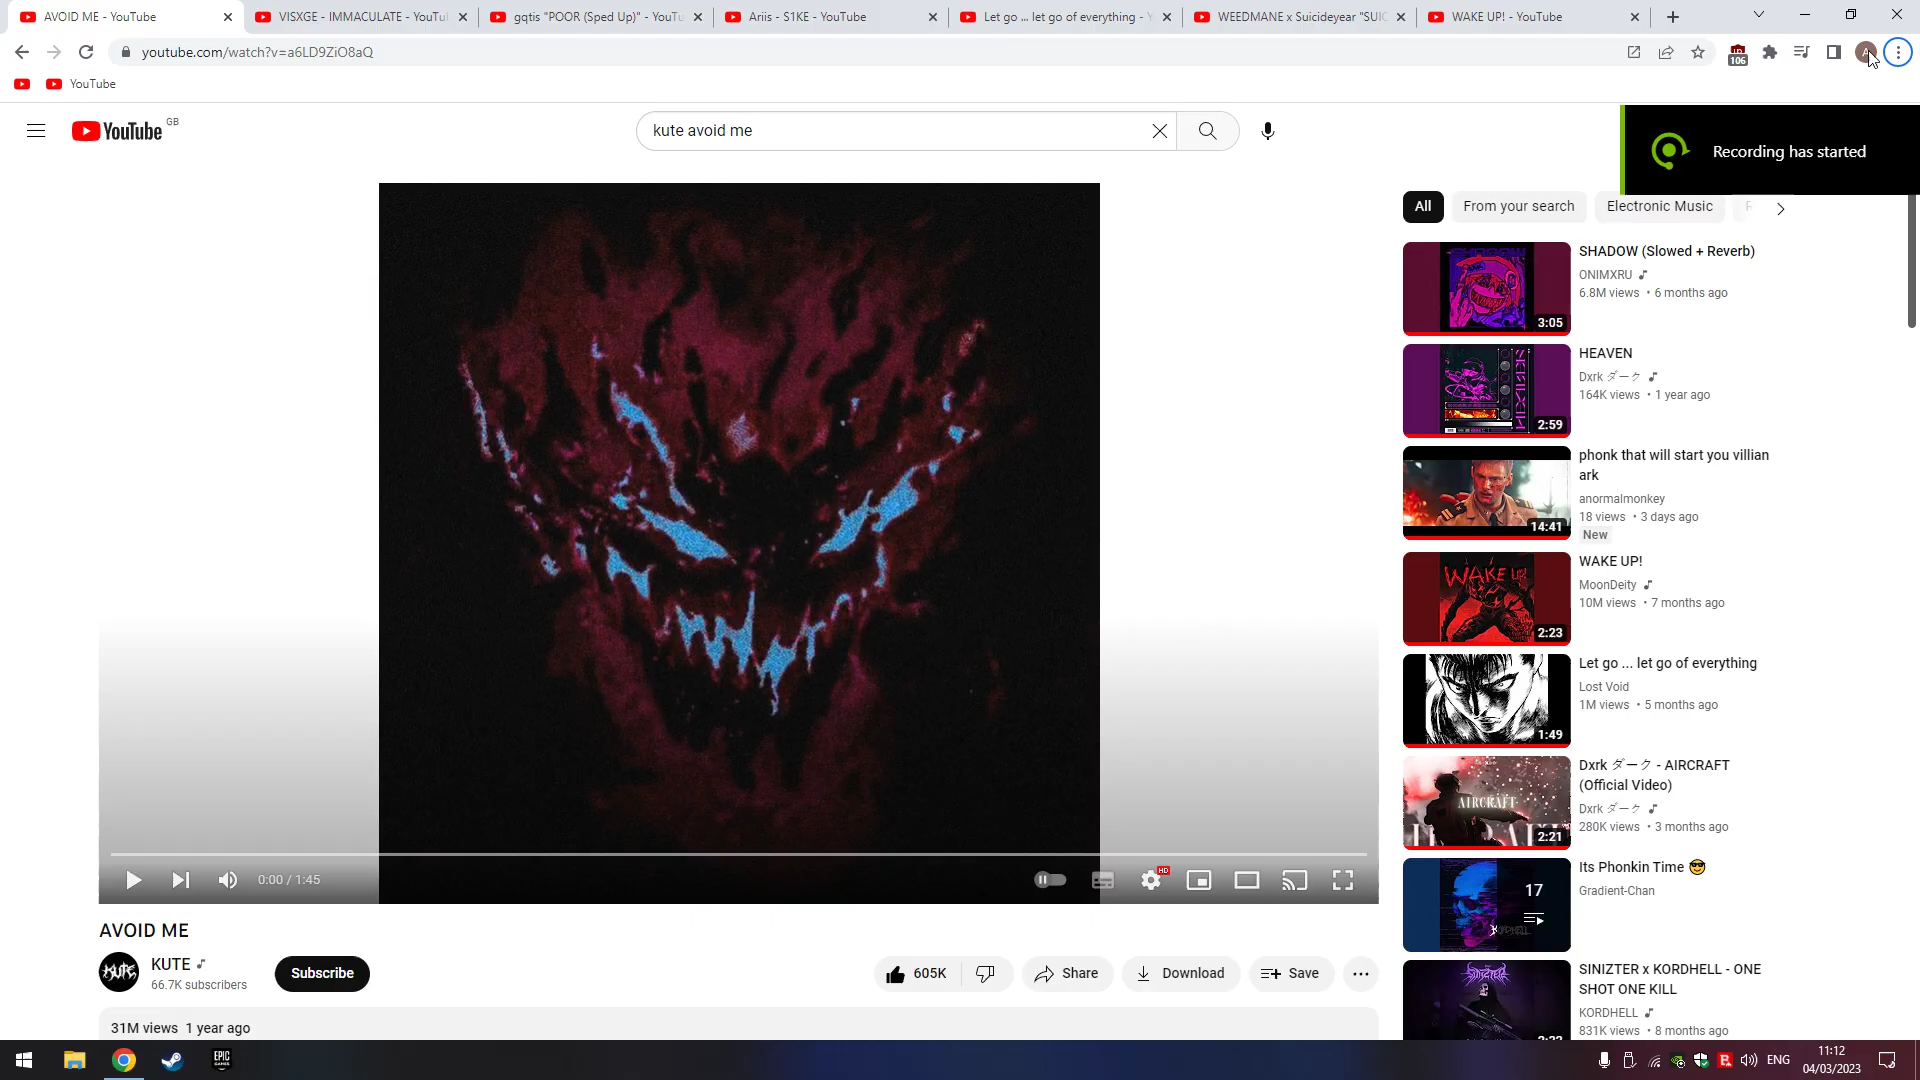 AVOID ME - YouTube
VISXGE - IMMACULATE - YouTu
gqtis "POOR (Sped Up)" - YouTu
Ariis - S1KE - YouTube
Let go ... let go of everything - Y
WEEDMANE x Suicideyear "SUIC
WAKE UP! - YouTube
youtube.com/watch?v=a6LD9ZiO8aQ
106
A
YouTube
YouTube GB
kute avoid me
Recording has started
All
From your search
Electronic Music
SHADOW (Slowed + Reverb)
ONIMXRU
6.8M views • 6 months ago
3:05
HEAVEN
Dxrk ダーク
164K views • 1 year ago
2:59
phonk that will start you villian
ark
anormalmonkey
18 views • 3 days ago
14:41
New
WAKE UP!
WAKE UP!
MoonDeity
10M views • 7 months ago
2:23
Let go ... let go of everything
Lost Void
1M views • 5 months ago
1:49
Dxrk ダーク - AIRCRAFT
(Official Video)
AIRCRAFT
Dxrk ダーク
280K views • 3 months ago
2:21
Its Phonkin Time 😎
17
Gradient-Chan
KORDHELL
SINIZTER x KORDHELL - ONE
SHOT ONE KILL
SINIZTER
KORDHELL
831K views • 8 months ago
0:00 / 1:45
HD
AVOID ME
KUTE
KUTE
66.7K subscribers
Subscribe
605K
Share
Download
Save
31M views 1 year ago
EPIC
GAMES
ENG
11:12
04/03/2023